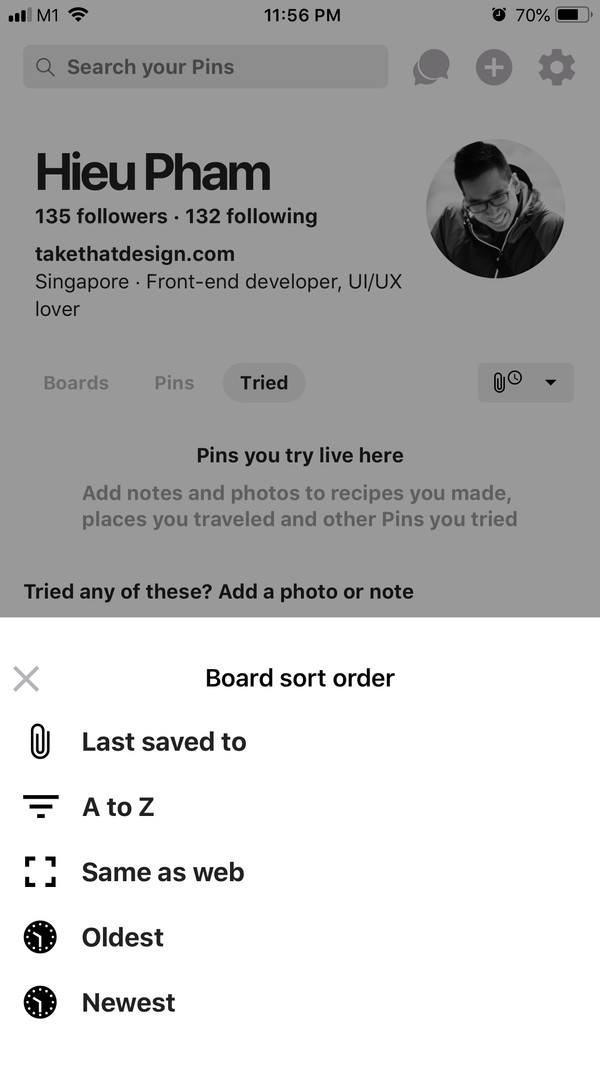 M1 11:56 PM 70%
Search your Pins
Hieu Pham
135 followers · 132 following
takethatdesign.com
Singapore · Front-end developer, UI/UX
lover
Boards Pins Tried
Pins you try live here
Add notes and photos to recipes you made,
places you traveled and other Pins you tried
Tried any of these? Add a photo or note
Board sort order
Last saved to
A to Z
Same as web
Oldest
Newest